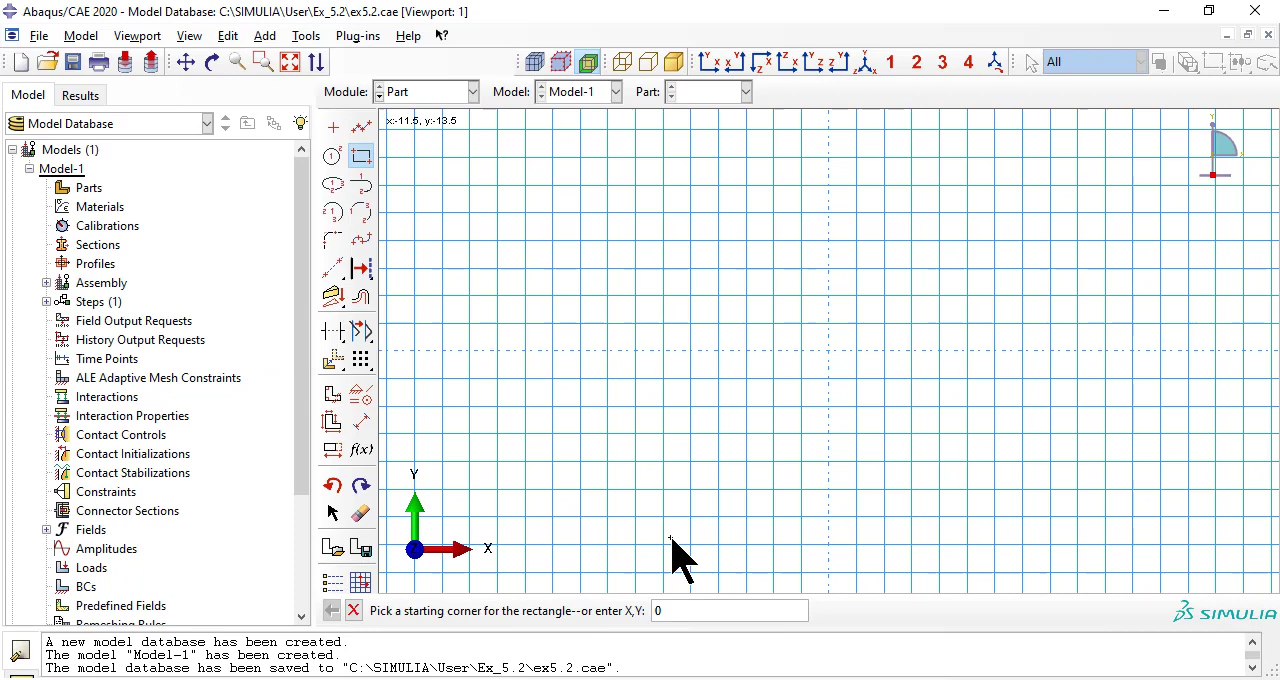 Abaqus/CAE 2020 - Model Database: C:\SIMULIA\User\Ex_5.2\ex5.2.cae [Viewport: 1]
File Model Viewport View Edit Add Tools Plug-ins Help
1 2 3 4 All
Model Results
Module: Part Model: Model-1 Part:
Model Database
x:-11.5, y:-13.5
Models (1)
Model-1
Parts
Materials
Calibrations
Sections
Profiles
Assembly
Steps (1)
Field Output Requests
History Output Requests
Time Points
ALE Adaptive Mesh Constraints
Interactions
Interaction Properties
Contact Controls
Contact Initializations
Contact Stabilizations
Constraints
Connector Sections
Fields
Amplitudes
Loads
BCs
Predefined Fields
Remeshing Rules
f(x)
Y
Z X
Pick a starting corner for the rectangle--or enter X,Y: 0
SIMULIA
A new model database has been created.
The model "Model-1" has been created.
The model database has been saved to "C:\SIMULIA\User\Ex_5.2\ex5.2.cae".